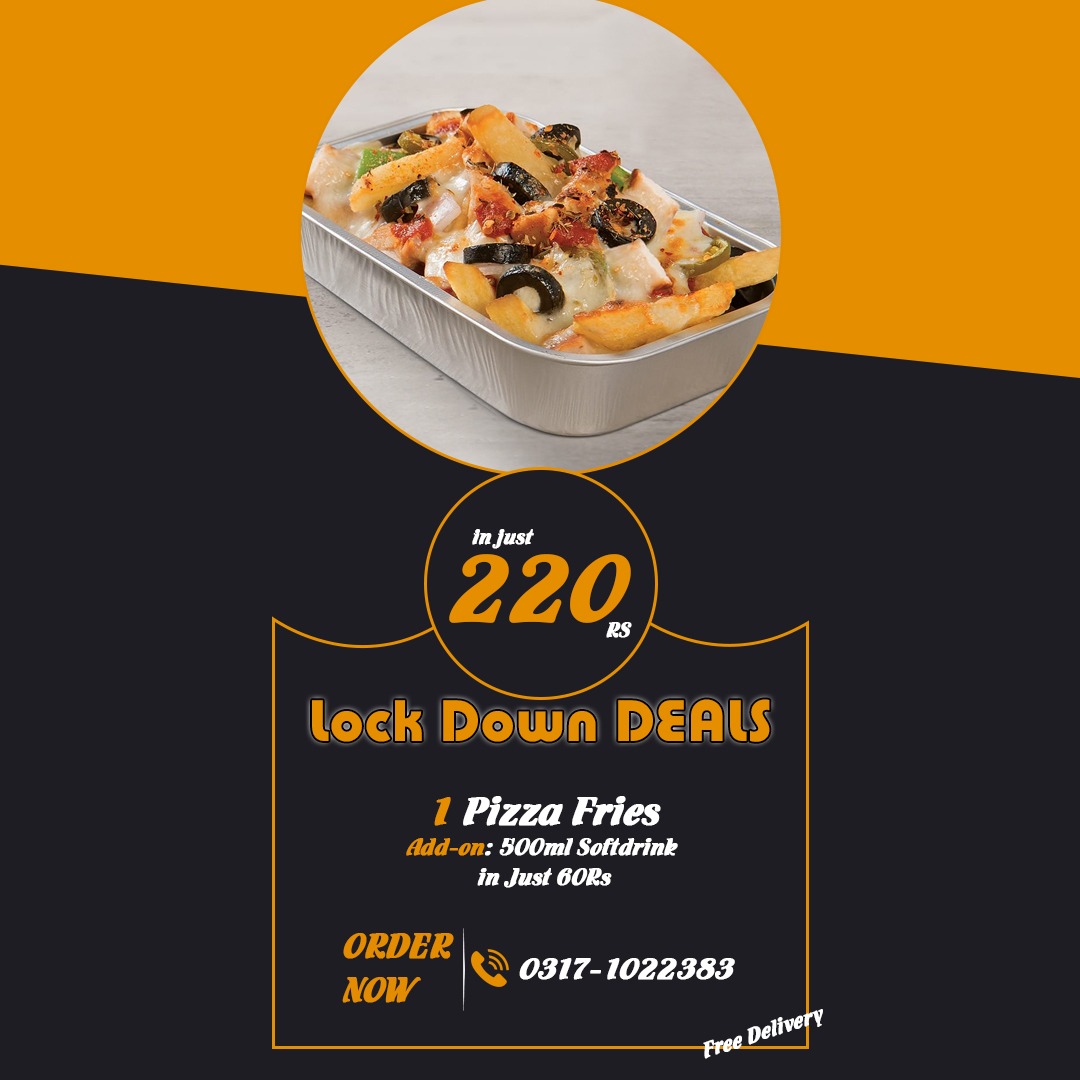 in just
220
RS
Lock Down DEALS
1 Pizza Fries
Add-on: 500ml Softdrink
in Just 60Rs
ORDER
NOW
0317-1022383
Free Delivery